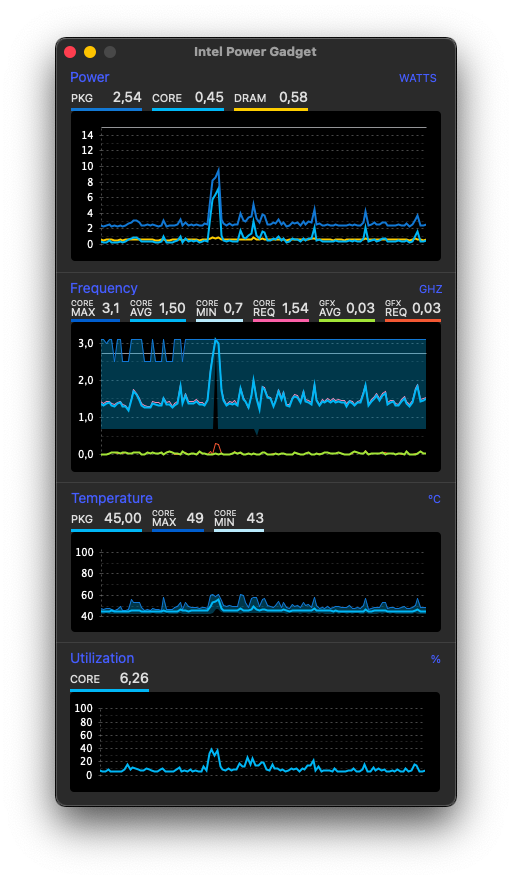 Intel Power Gadget
Power WATTS
PKG 2,54 CORE 0,45 DRAM 0,58
14
12
10
8
6
4
2
0
Frequency GHZ
CORE MAX 3,1 CORE AVG 1,50 CORE MIN 0,7 CORE REQ 1,54 GFX AVG 0,03 GFX REQ 0,03
3,0
2,0
1,0
0,0
Temperature °C
PKG 45,00 CORE MAX 49 CORE MIN 43
100
80
60
40
Utilization %
CORE 6,26
100
80
60
40
20
0